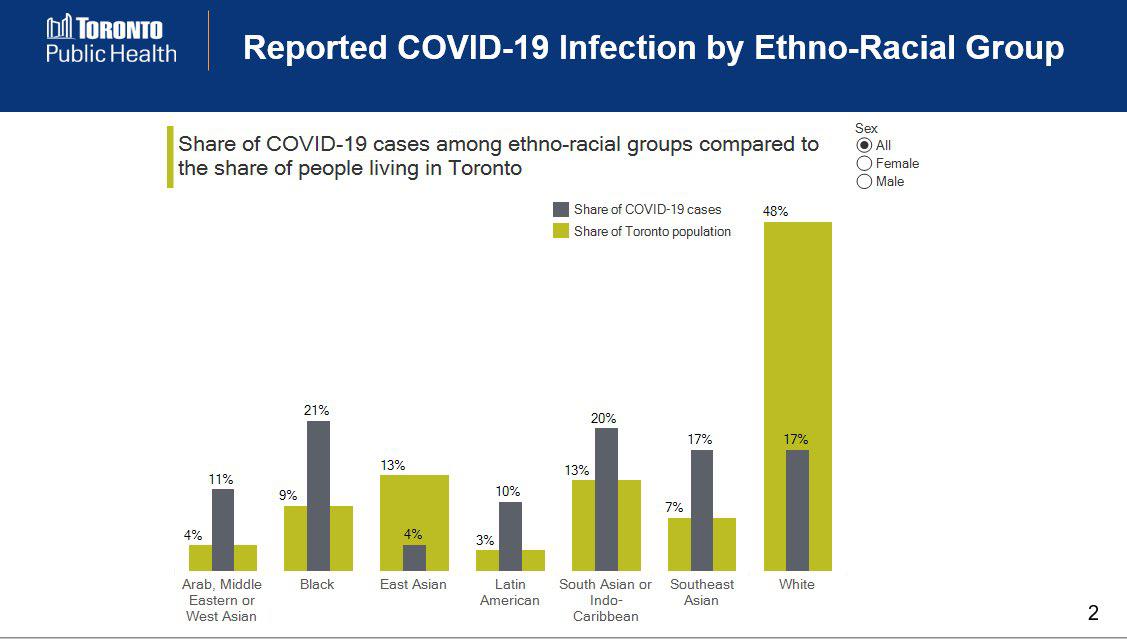 TORONTO
Public Health
Reported COVID-19 Infection by Ethno-Racial Group
Share of COVID-19 cases among ethno-racial groups compared to
the share of people living in Toronto
Sex
All
Female
Male
Share of COVID-19 cases
Share of Toronto population
4%
11%
9%
21%
13%
4%
3%
10%
13%
20%
7%
17%
48%
17%
Arab, Middle
Eastern or
West Asian
Black
East Asian
Latin
American
South Asian or
Indo-
Caribbean
Southeast
Asian
White
2